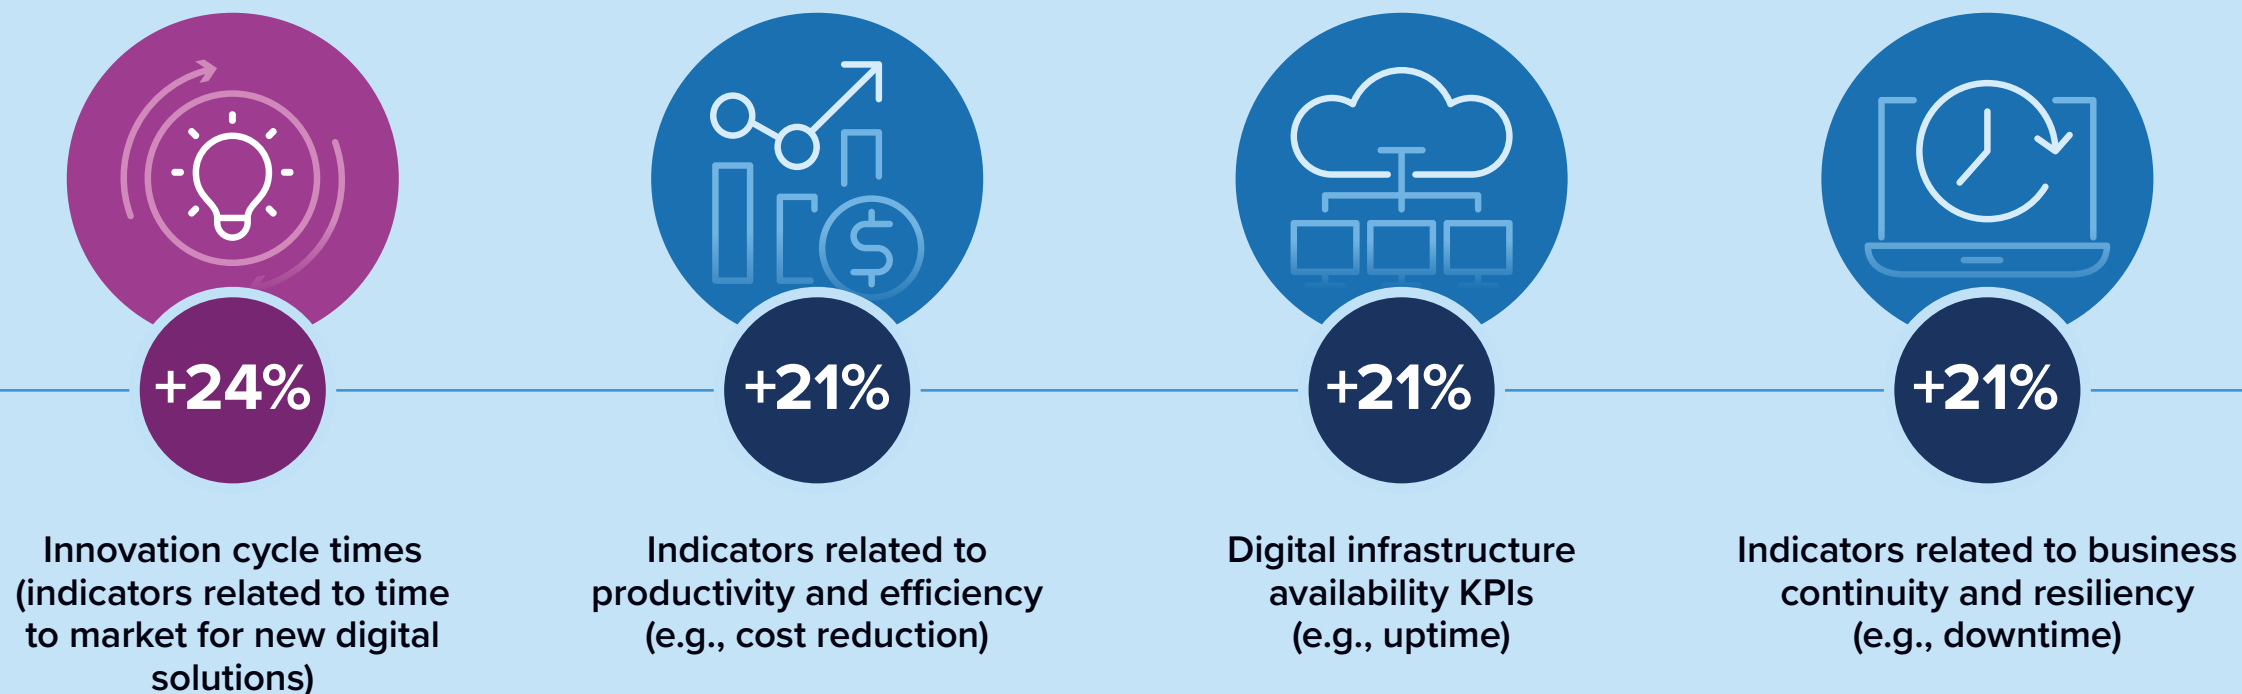 +24%
+21%
+21%
+21%
Innovation cycle times
(indicators related to time
to market for new digital
solutions)
Indicators related to
productivity and efficiency
(e.g., cost reduction)
Digital infrastructure
availability KPIs
(e.g., uptime)
Indicators related to business
continuity and resiliency
(e.g., downtime)